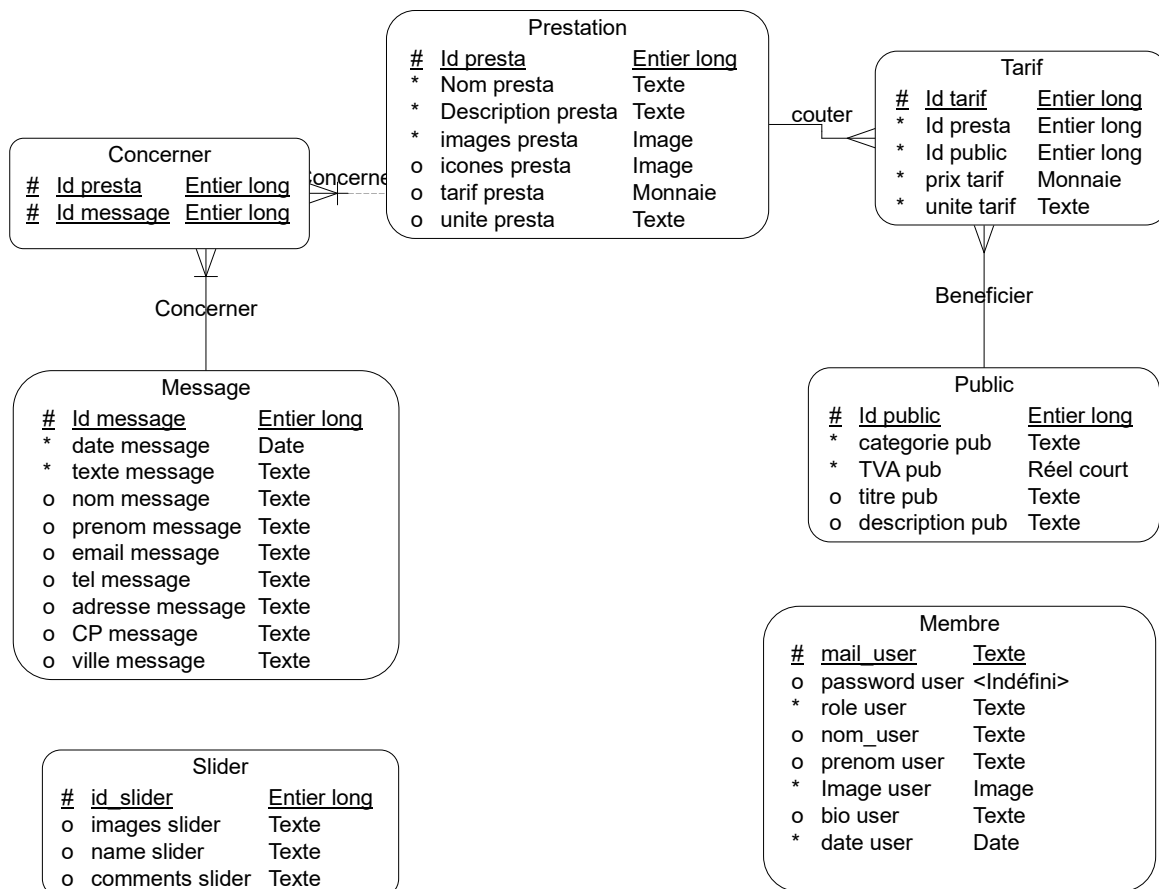 Prestation
# Id presta Entier long
* Nom presta Texte
* Description presta Texte
* images presta Image
o icones presta Image
o tarif presta Monnaie
o unite presta Texte
couter
Tarif
# Id tarif Entier long
* Id presta Entier long
* Id public Entier long
* prix tarif Monnaie
* unite tarif Texte
Concerner
# Id presta Entier long
# Id message Entier long
Concerne
Concerner
Beneficier
Message
# Id message Entier long
* date message Date
* texte message Texte
o nom message Texte
o prenom message Texte
o email message Texte
o tel message Texte
o adresse message Texte
o CP message Texte
o ville message Texte
Public
# Id public Entier long
* categorie pub Texte
* TVA pub Réel court
o titre pub Texte
o description pub Texte
Membre
# mail_user Texte
o password user <Indéfini>
* role user Texte
o nom_user Texte
o prenom user Texte
* Image user Image
o bio user Texte
* date user Date
Slider
# id_slider Entier long
o images slider Texte
o name slider Texte
o comments slider Texte